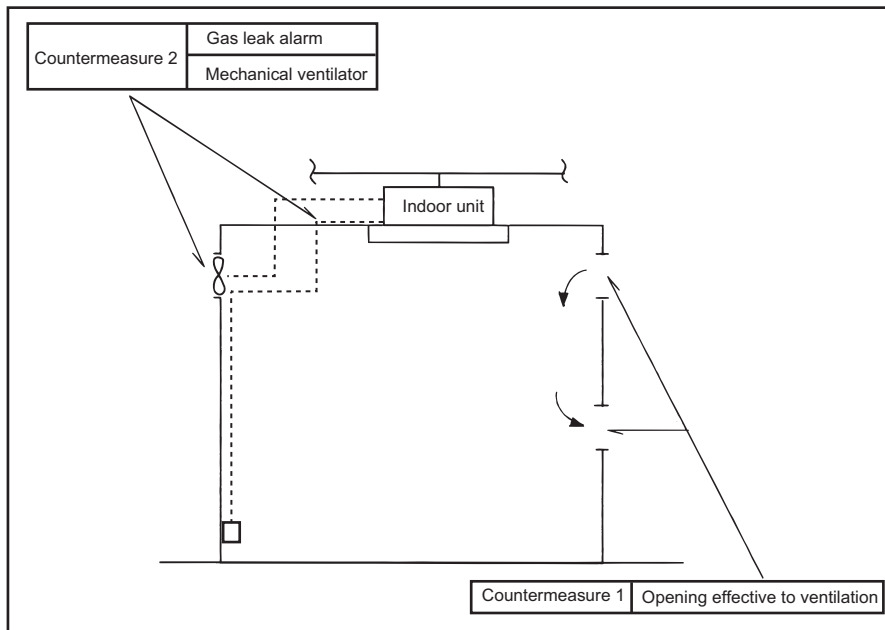 Countermeasure 2
Gas leak alarm
Mechanical ventilator
Indoor unit
Countermeasure 1
Opening effective to ventilation